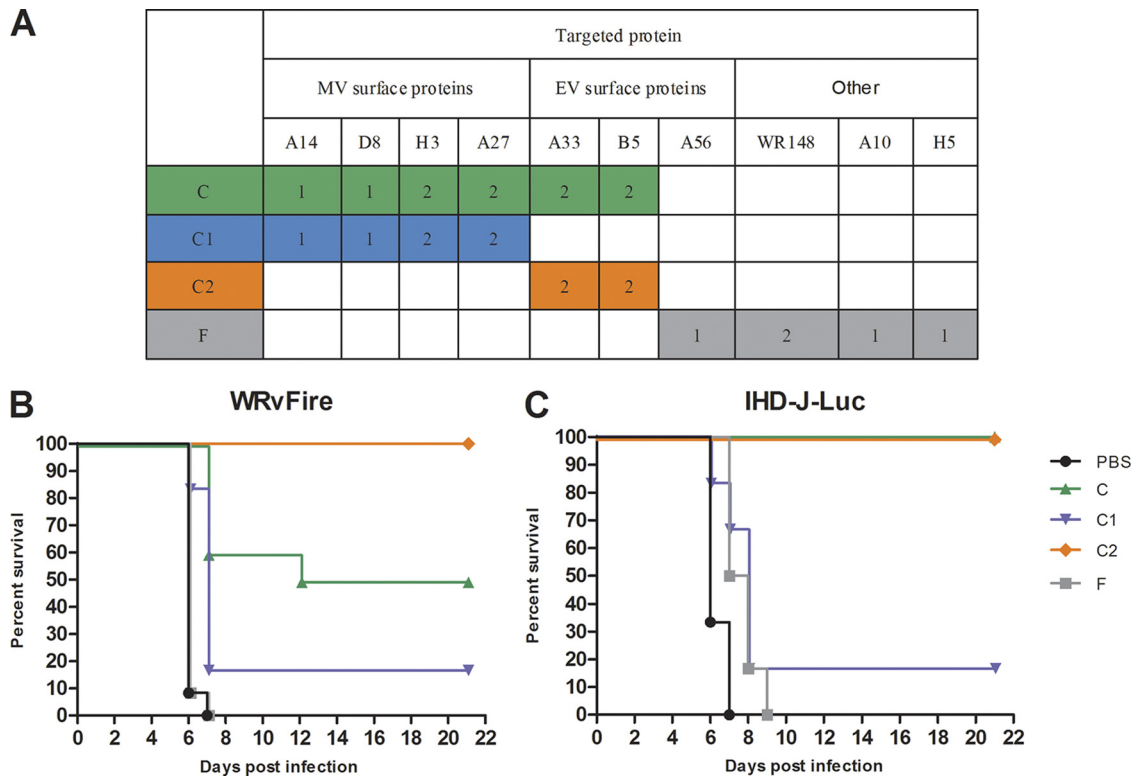 A
Targeted protein
MV surface proteins EV surface proteins Other
A14 D8 H3 A27 A33 B5 A56 WR148 A10 H5
C 1 1 2 2 2 2
C1 1 1 2 2
C2 2 2
F 1 2 1 1
B WRvFire
Percent survival
100
90
80
70
60
50
40
30
20
10
0
0 2 4 6 8 10 12 14 16 18 20 22
Days post infection
C IHD-J-Luc
Percent survival
100
90
80
70
60
50
40
30
20
10
0
0 2 4 6 8 10 12 14 16 18 20 22
Days post infection
PBS
C
C1
C2
F